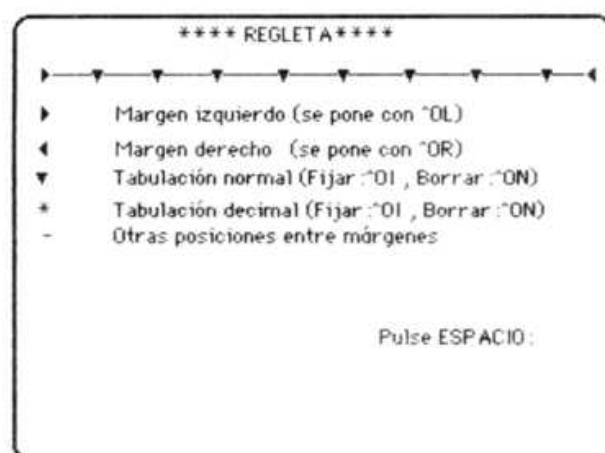 **** REGLETA ****
▶ Margen izquierdo (se pone con ^OL)
◀ Margen derecho (se pone con ^OR)
▼ Tabulación normal (Fijar :^OI , Borrar :^ON)
* Tabulación decimal (Fijar :^OI , Borrar :^ON)
- Otras posiciones entre márgenes
Pulse ESPACIO :